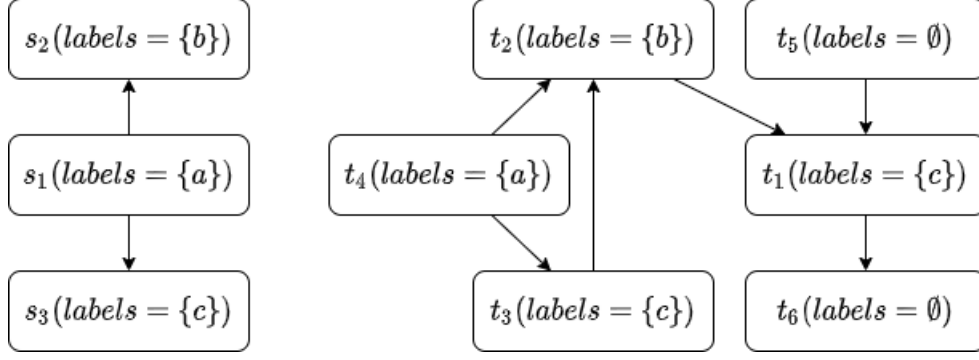 s₂(labels = {b})
t₂(labels = {b})
t₅(labels = ∅)
s₁(labels = {a})
t₄(labels = {a})
t₁(labels = {c})
s₃(labels = {c})
t₃(labels = {c})
t₆(labels = ∅)